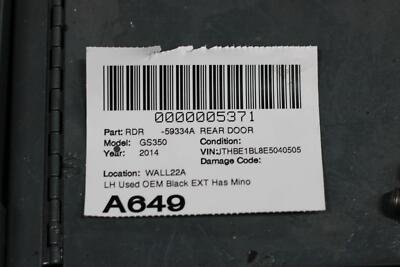 0000005371
Part: RDR -59334A REAR DOOR
Model: GS350 Condition:
Year: 2014 VIN:JTHBE1BL8E5040505
Damage Code:
Location: WALL22A
LH Used OEM Black EXT Has Mino
A649